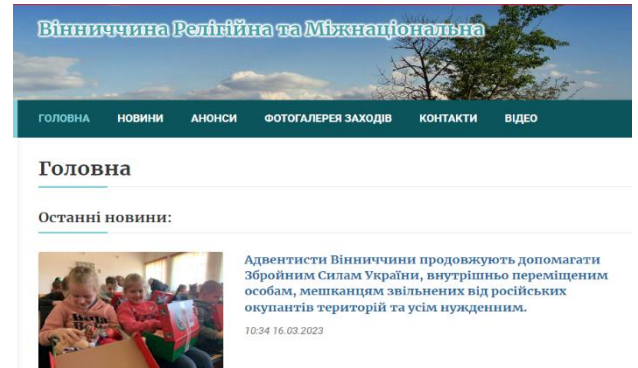 Вінниччина Релігійна та Міжнаціональна
ГОЛОВНА НОВИНИ АНОНСИ ФОТОГАЛЕРЕЯ ЗАХОДІВ КОНТАКТИ ВІДЕО
Головна
Останні новини:
Адвентисти Вінниччини продовжують допомагати
Збройним Силам України, внутрішньо переміщеним
особам, мешканцям звільнених від російських
окупантів територій та усім нужденним.
10:34 16.03.2023